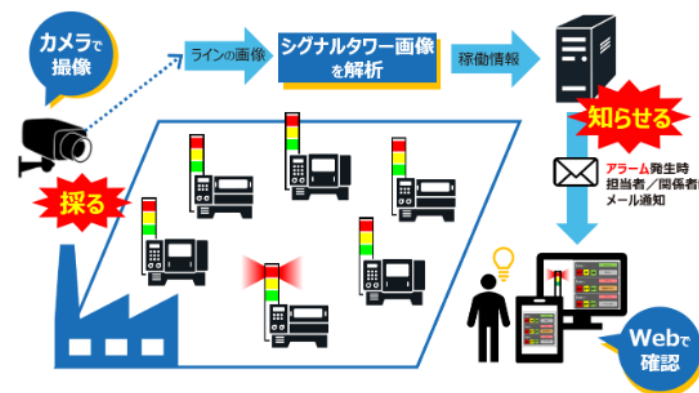 カメラで
撮像
ラインの画像
シグナルタワー画像
を解析
稼働情報
知らせる
アラーム発生時
担当者／関係者
メール通知
採る
Webで
確認